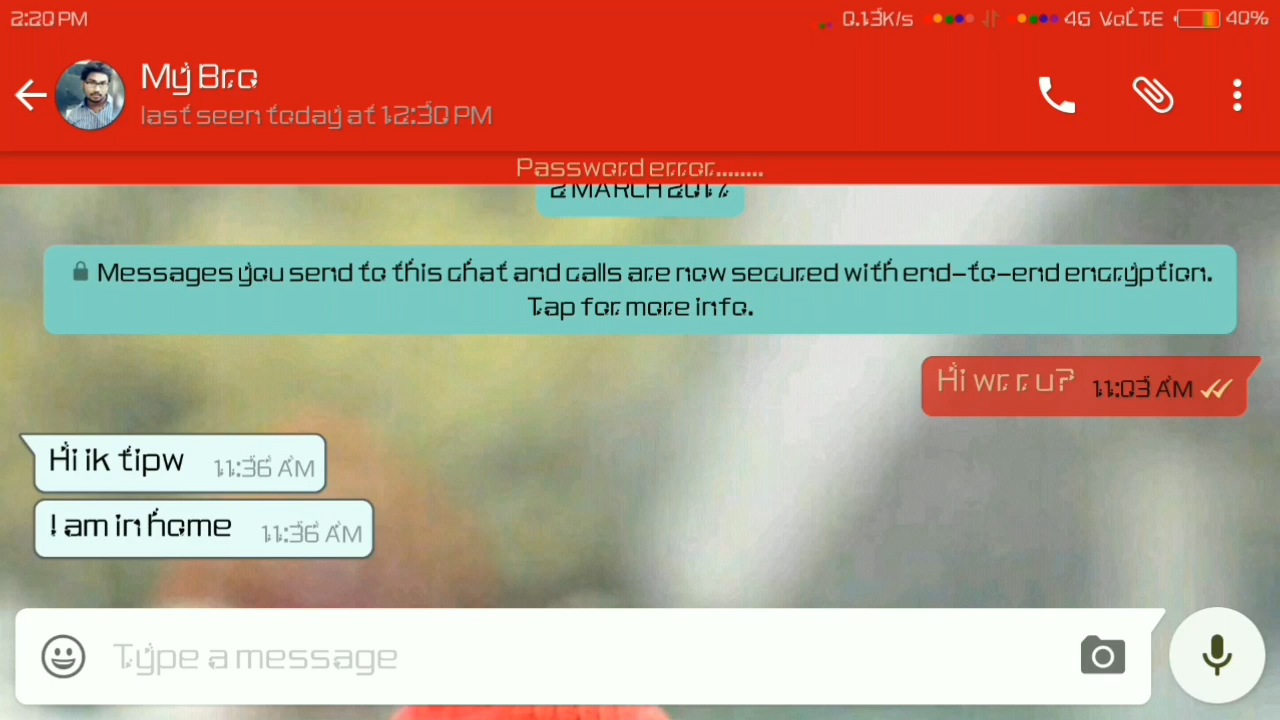 2:20 PM 0.13K/s 4G VoLTE 40%
My Bro
last seen today at 12:30 PM
Password error........
2 MARCH 2017
Messages you send to this chat and calls are now secured with end-to-end encryption.
Tap for more info.
Hi wr r u? 11:03 AM
Hi ik tipw 11:36 AM
I am in home 11:36 AM
Type a message